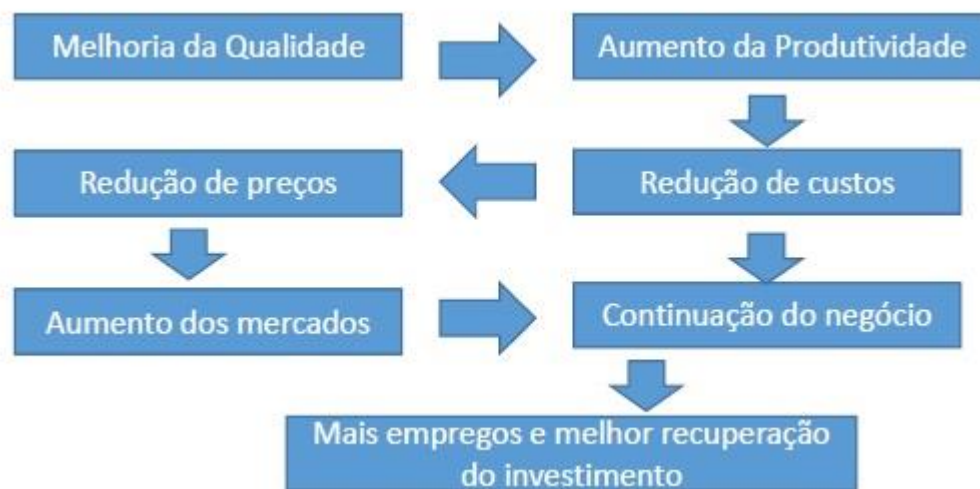 Melhoria da Qualidade
Aumento da Produtividade
Redução de preços
Redução de custos
Aumento dos mercados
Continuação do negócio
Mais empregos e melhor recuperação
do investimento